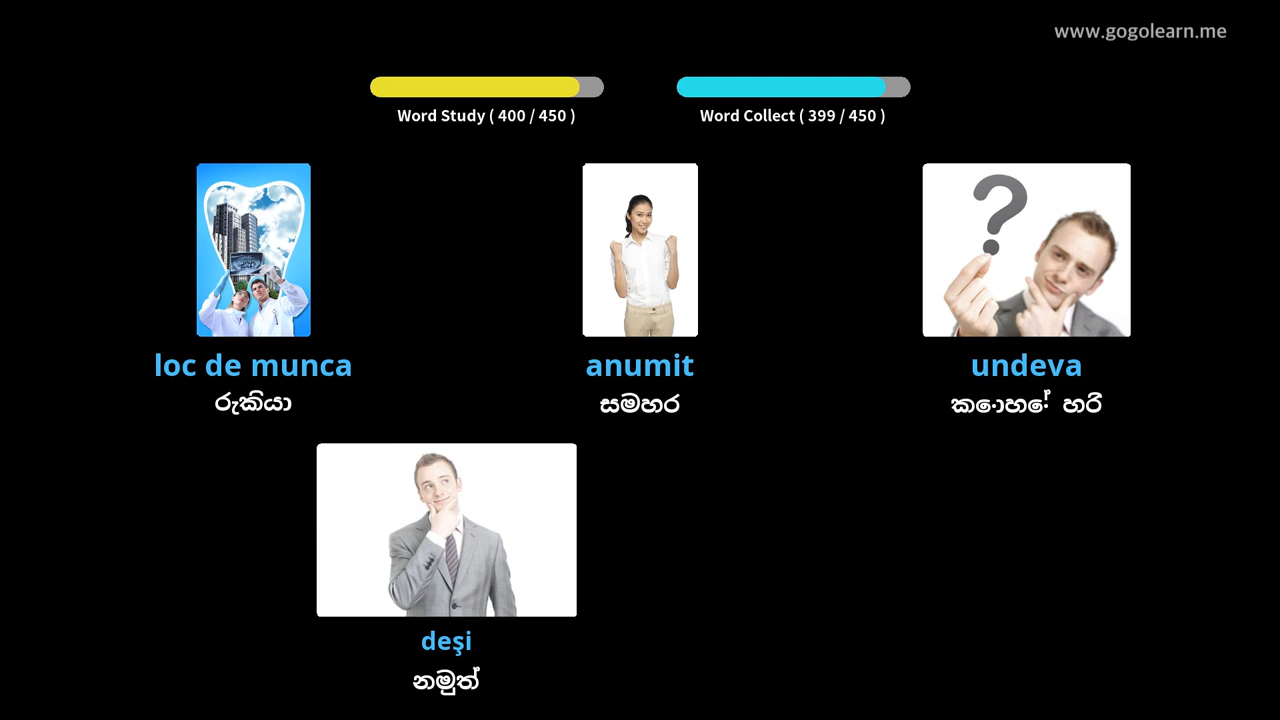 www.gogolearn.me
Word Study ( 400 / 450 )
Word Collect ( 399 / 450 )
loc de munca
anumit
undeva
රුකියා
සමහර
කොහේ හරි
deşi
නමුත්